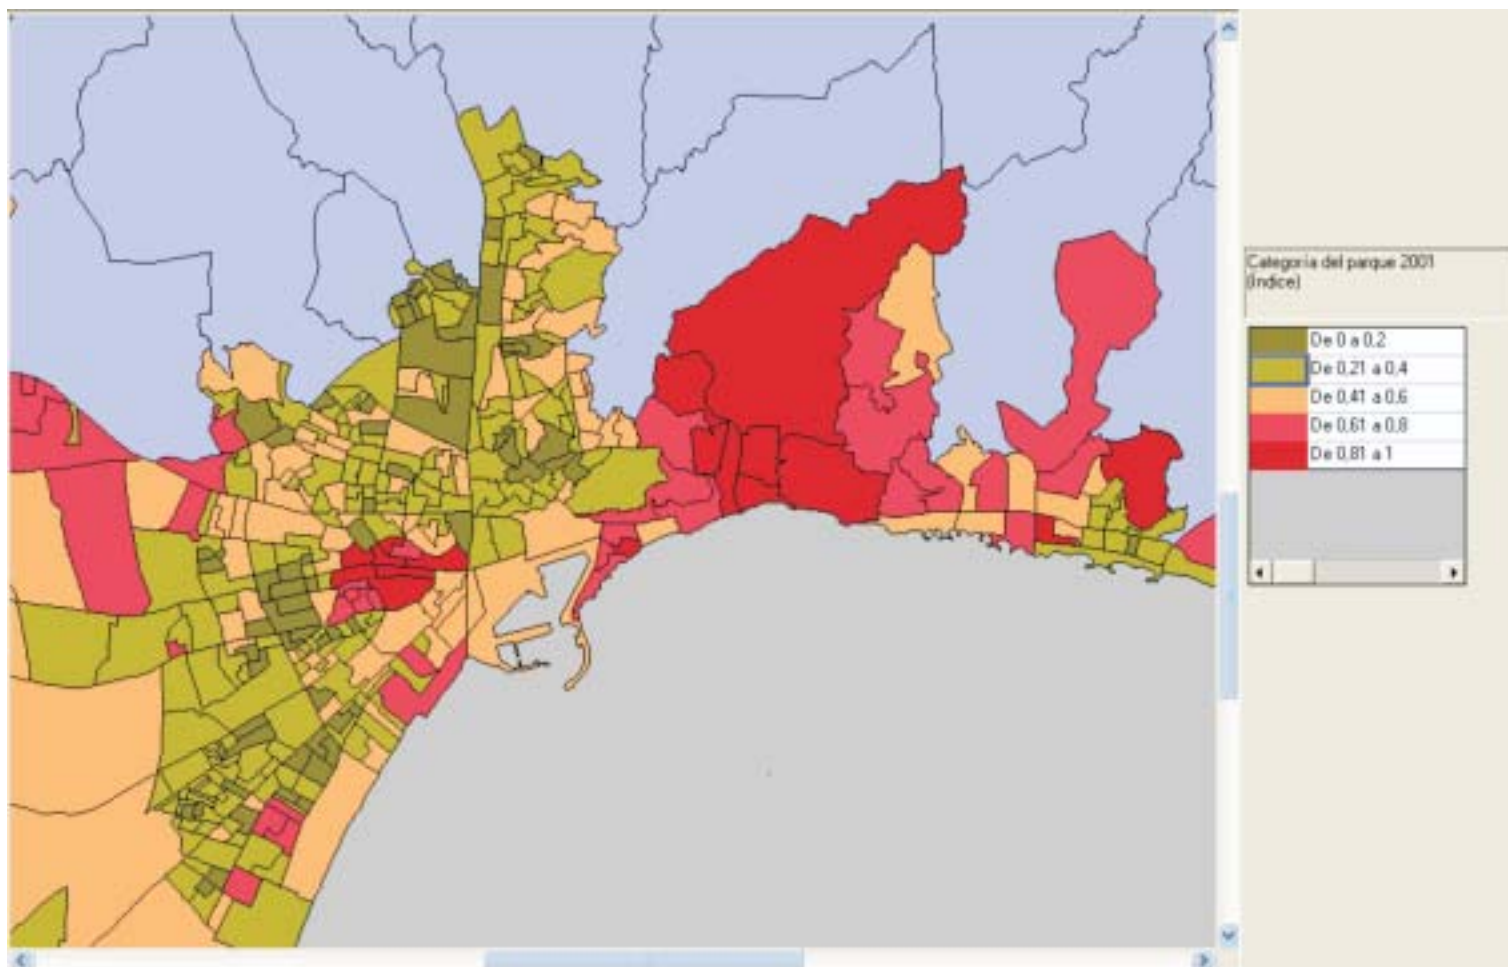 Categoría del parque 2001
(Índice)
De 0 a 0,2
De 0,21 a 0,4
De 0,41 a 0,6
De 0,61 a 0,8
De 0,81 a 1